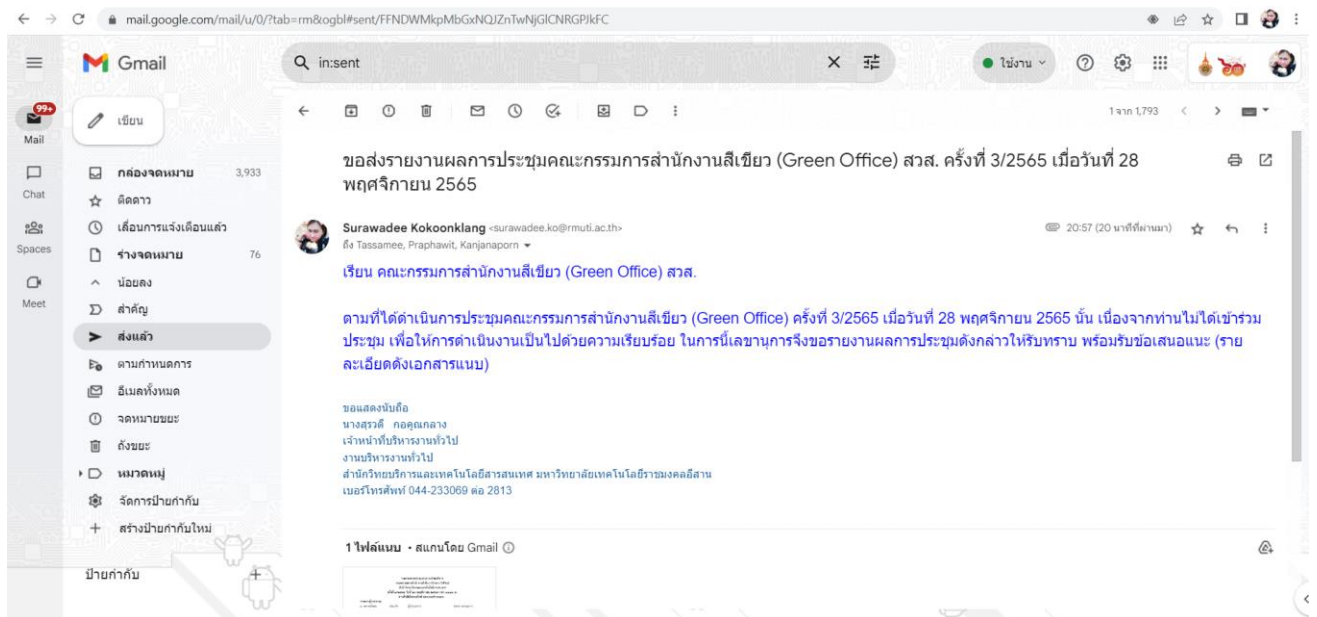 mail.google.com/mail/u/0/?tab=rm&ogbl#sent/FFNDWMkpMbGxNQJZnTwNjGlCNRGPJkFC
Gmail
in:sent
ใช้งาน
99+
Mail
Chat
Spaces
Meet
เขียน
กล่องจดหมาย 3,933
ติดดาว
เลื่อนการแจ้งเตือนแล้ว
ร่างจดหมาย 76
น้อยลง
สำคัญ
ส่งแล้ว
ตามกำหนดการ
อีเมลทั้งหมด
จดหมายขยะ
ถังขยะ
หมวดหมู่
จัดการป้ายกำกับ
สร้างป้ายกำกับใหม่
ป้ายกำกับ
1 จาก 1,793
ขอส่งรายงานผลการประชุมคณะกรรมการสำนักงานสีเขียว (Green Office) สวส. ครั้งที่ 3/2565 เมื่อวันที่ 28
พฤศจิกายน 2565
Surawadee Kokoonklang <surawadee.ko@rmuti.ac.th>
20:57 (20 นาทีที่ผ่านมา)
ถึง Tassamee, Praphawit, Kanjanaporn
เรียน คณะกรรมการสำนักงานสีเขียว (Green Office) สวส.
ตามที่ได้ดำเนินการประชุมคณะกรรมการสำนักงานสีเขียว (Green Office) ครั้งที่ 3/2565 เมื่อวันที่ 28 พฤศจิกายน 2565 นั้น เนื่องจากท่านไม่ได้เข้าร่วม
ประชุม เพื่อให้การดำเนินงานเป็นไปด้วยความเรียบร้อย ในการนี้เลขานุการจึงขอรายงานผลการประชุมดังกล่าวให้รับทราบ พร้อมรับข้อเสนอแนะ (ราย
ละเอียดดังเอกสารแนบ)
ขอแสดงนับถือ
นางสุรวดี กอคูณกลาง
เจ้าหน้าที่บริหารงานทั่วไป
งานบริหารงานทั่วไป
สำนักวิทยบริการและเทคโนโลยีสารสนเทศ มหาวิทยาลัยเทคโนโลยีราชมงคลอีสาน
เบอร์โทรศัพท์ 044-233069 ต่อ 2813
1 ไฟล์แนบ • สแกนโดย Gmail